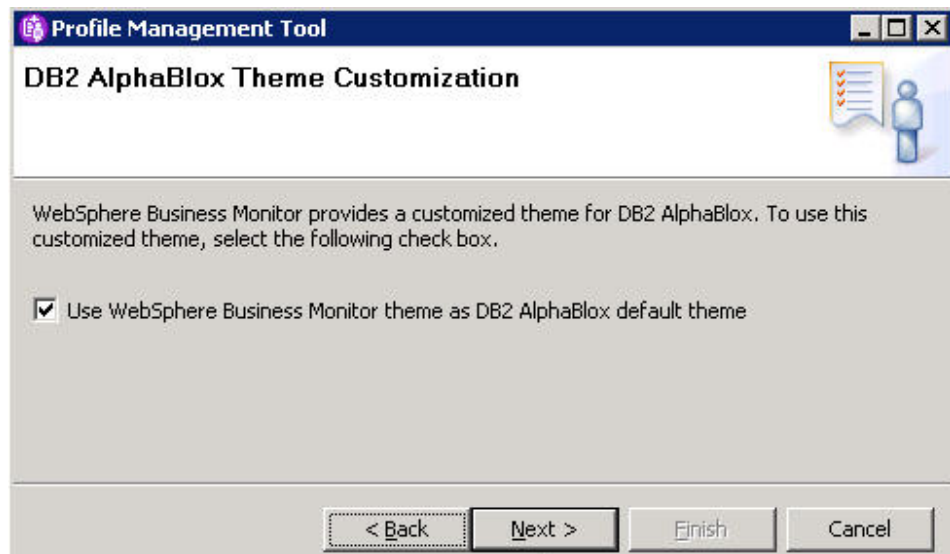 Profile Management Tool
DB2 AlphaBlox Theme Customization
WebSphere Business Monitor provides a customized theme for DB2 AlphaBlox. To use this
customized theme, select the following check box.
Use WebSphere Business Monitor theme as DB2 AlphaBlox default theme
< Back Next > Finish Cancel